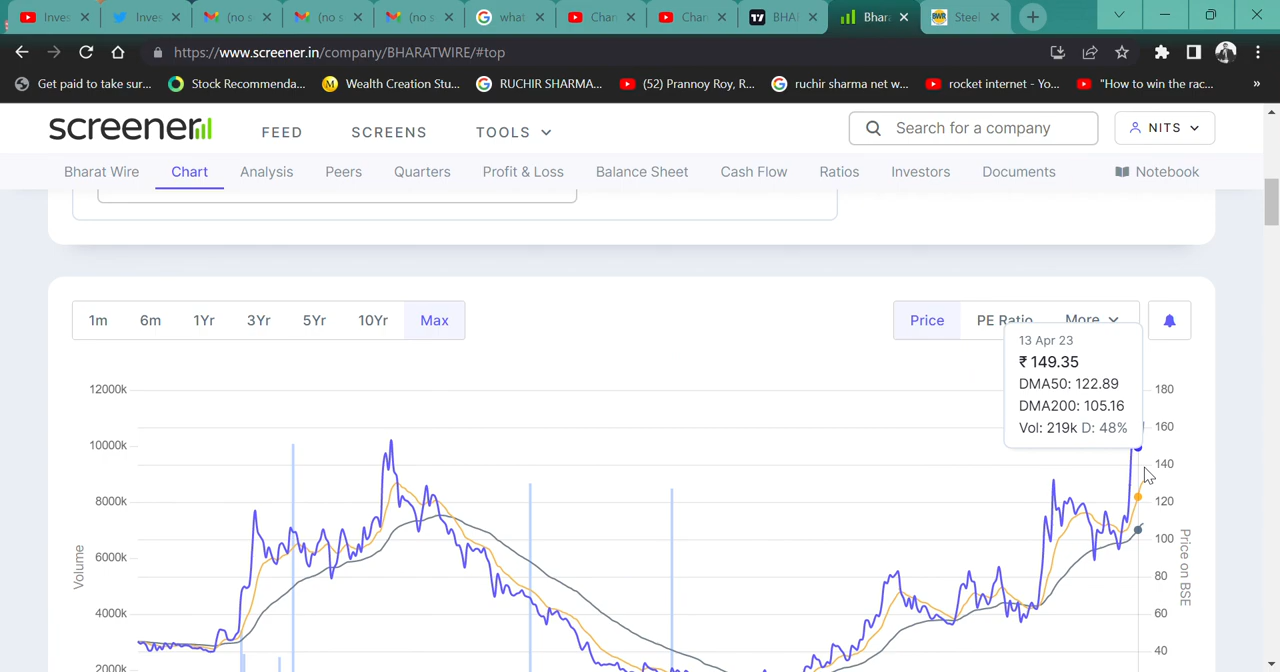 Inves
Inves
(no s
(no s
(no s
what
Chan
Chan
BHAI
Bhara
Steel
https://www.screener.in/company/BHARATWIRE/#top
Get paid to take sur...
Stock Recommenda...
Wealth Creation Stu...
RUCHIR SHARMA...
(52) Prannoy Roy, R...
ruchir sharma net w...
rocket internet - Yo...
"How to win the rac...
»
screener
FEED
SCREENS
TOOLS
Search for a company
NITS
Bharat Wire
Chart
Analysis
Peers
Quarters
Profit & Loss
Balance Sheet
Cash Flow
Ratios
Investors
Documents
Notebook
1m
6m
1Yr
3Yr
5Yr
10Yr
Max
Price
PE Ratio
More
13 Apr 23
₹ 149.35
DMA50: 122.89
DMA200: 105.16
Vol: 219k D: 48%
12000k
10000k
8000k
6000k
4000k
2000k
Volume
180
160
140
120
100
80
60
40
Price on BSE